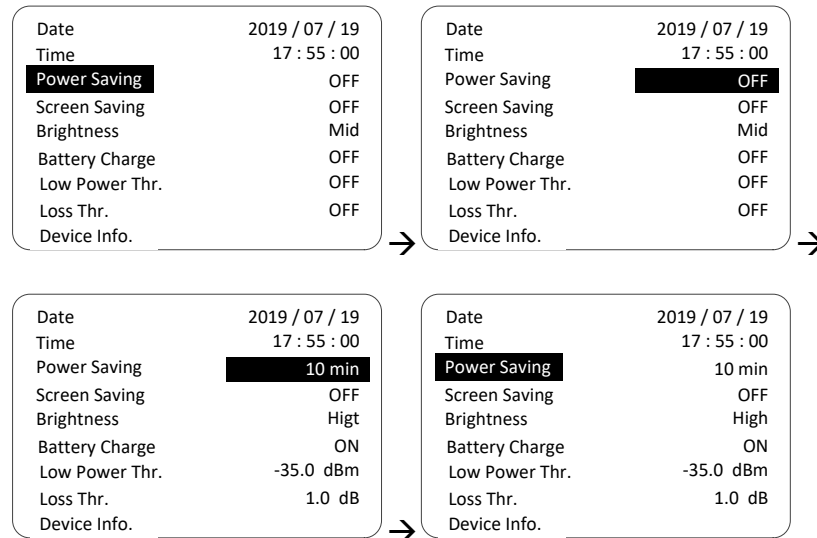 Date 2019 / 07 / 19
Time 17 : 55 : 00
Power Saving OFF
Screen Saving OFF
Brightness Mid
Battery Charge OFF
Low Power Thr. OFF
Loss Thr. OFF
Device Info.
→
Date 2019 / 07 / 19
Time 17 : 55 : 00
Power Saving OFF
Screen Saving OFF
Brightness Mid
Battery Charge OFF
Low Power Thr. OFF
Loss Thr. OFF
Device Info.
→
Date 2019 / 07 / 19
Time 17 : 55 : 00
Power Saving 10 min
Screen Saving OFF
Brightness Higt
Battery Charge ON
Low Power Thr. -35.0 dBm
Loss Thr. 1.0 dB
Device Info.
→
Date 2019 / 07 / 19
Time 17 : 55 : 00
Power Saving 10 min
Screen Saving OFF
Brightness High
Battery Charge ON
Low Power Thr. -35.0 dBm
Loss Thr. 1.0 dB
Device Info.